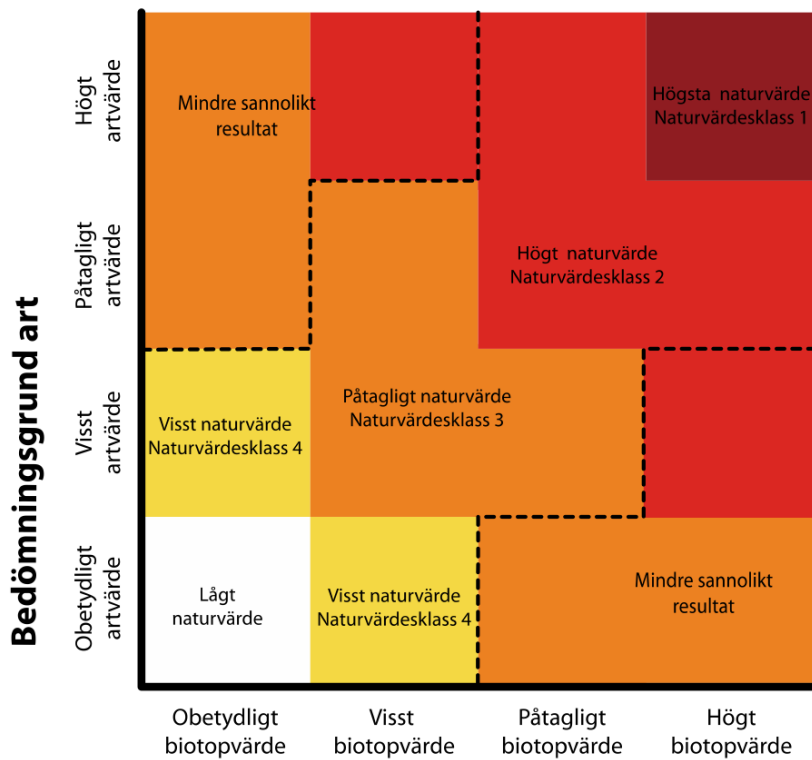 Bedömningsgrund art
Högt
artvärde
Påtagligt
artvärde
Visst
artvärde
Obetydligt
artvärde
Mindre sannolikt
resultat
Högsta naturvärde
Naturvärdesklass 1
Högt naturvärde
Naturvärdesklass 2
Påtagligt naturvärde
Naturvärdesklass 3
Visst naturvärde
Naturvärdesklass 4
Lågt
naturvärde
Visst naturvärde
Naturvärdesklass 4
Mindre sannolikt
resultat
Obetydligt
biotopvärde
Visst
biotopvärde
Påtagligt
biotopvärde
Högt
biotopvärde